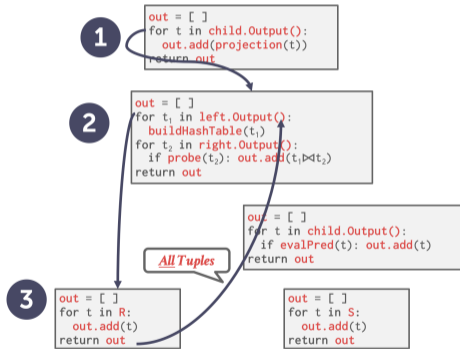 1
out = [ ]
for t in child.Output():
out.add(projection(t))
return out
2
out = [ ]
for t₁ in left.Output():
buildHashTable(t₁)
for t₂ in right.Output():
if probe(t₂): out.add(t₁⨝t₂)
return out
out = [ ]
for t in child.Output():
if evalPred(t): out.add(t)
return out
All Tuples
3
out = [ ]
for t in R:
out.add(t)
return out
out = [ ]
for t in S:
out.add(t)
return out